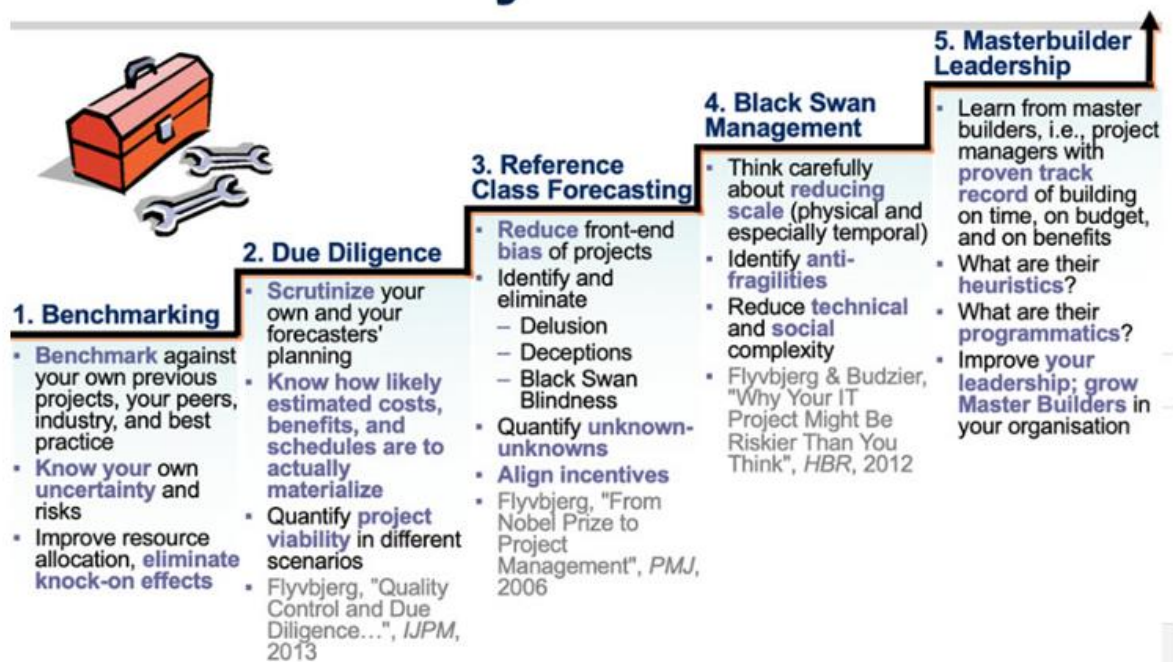 1. Benchmarking
▪ Benchmark against
your own previous
projects, your peers,
industry, and best
practice
▪ Know your own
uncertainty and
risks
▪ Improve resource
allocation, eliminate
knock-on effects
2. Due Diligence
▪ Scrutinize your
own and your
forecasters'
planning
▪ Know how likely
estimated costs,
benefits, and
schedules are to
actually
materialize
▪ Quantify project
viability in different
scenarios
▪ Flyvbjerg, "Quality
Control and Due
Diligence…", IJPM,
2013
3. Reference
Class Forecasting
▪ Reduce front-end
bias of projects
▪ Identify and
eliminate
– Delusion
– Deceptions
– Black Swan
Blindness
▪ Quantify unknown-
unknowns
▪ Align incentives
▪ Flyvbjerg, "From
Nobel Prize to
Project
Management", PMJ,
2006
4. Black Swan
Management
▪ Think carefully
about reducing
scale (physical and
especially temporal)
▪ Identify anti-
fragilities
▪ Reduce technical
and social
complexity
▪ Flyvbjerg & Budzier,
"Why Your IT
Project Might Be
Riskier Than You
Think", HBR, 2012
5. Masterbuilder
Leadership
▪ Learn from master
builders, i.e., project
managers with
proven track
record of building
on time, on budget,
and on benefits
▪ What are their
heuristics?
▪ What are their
programmatics?
▪ Improve your
leadership; grow
Master Builders in
your organisation